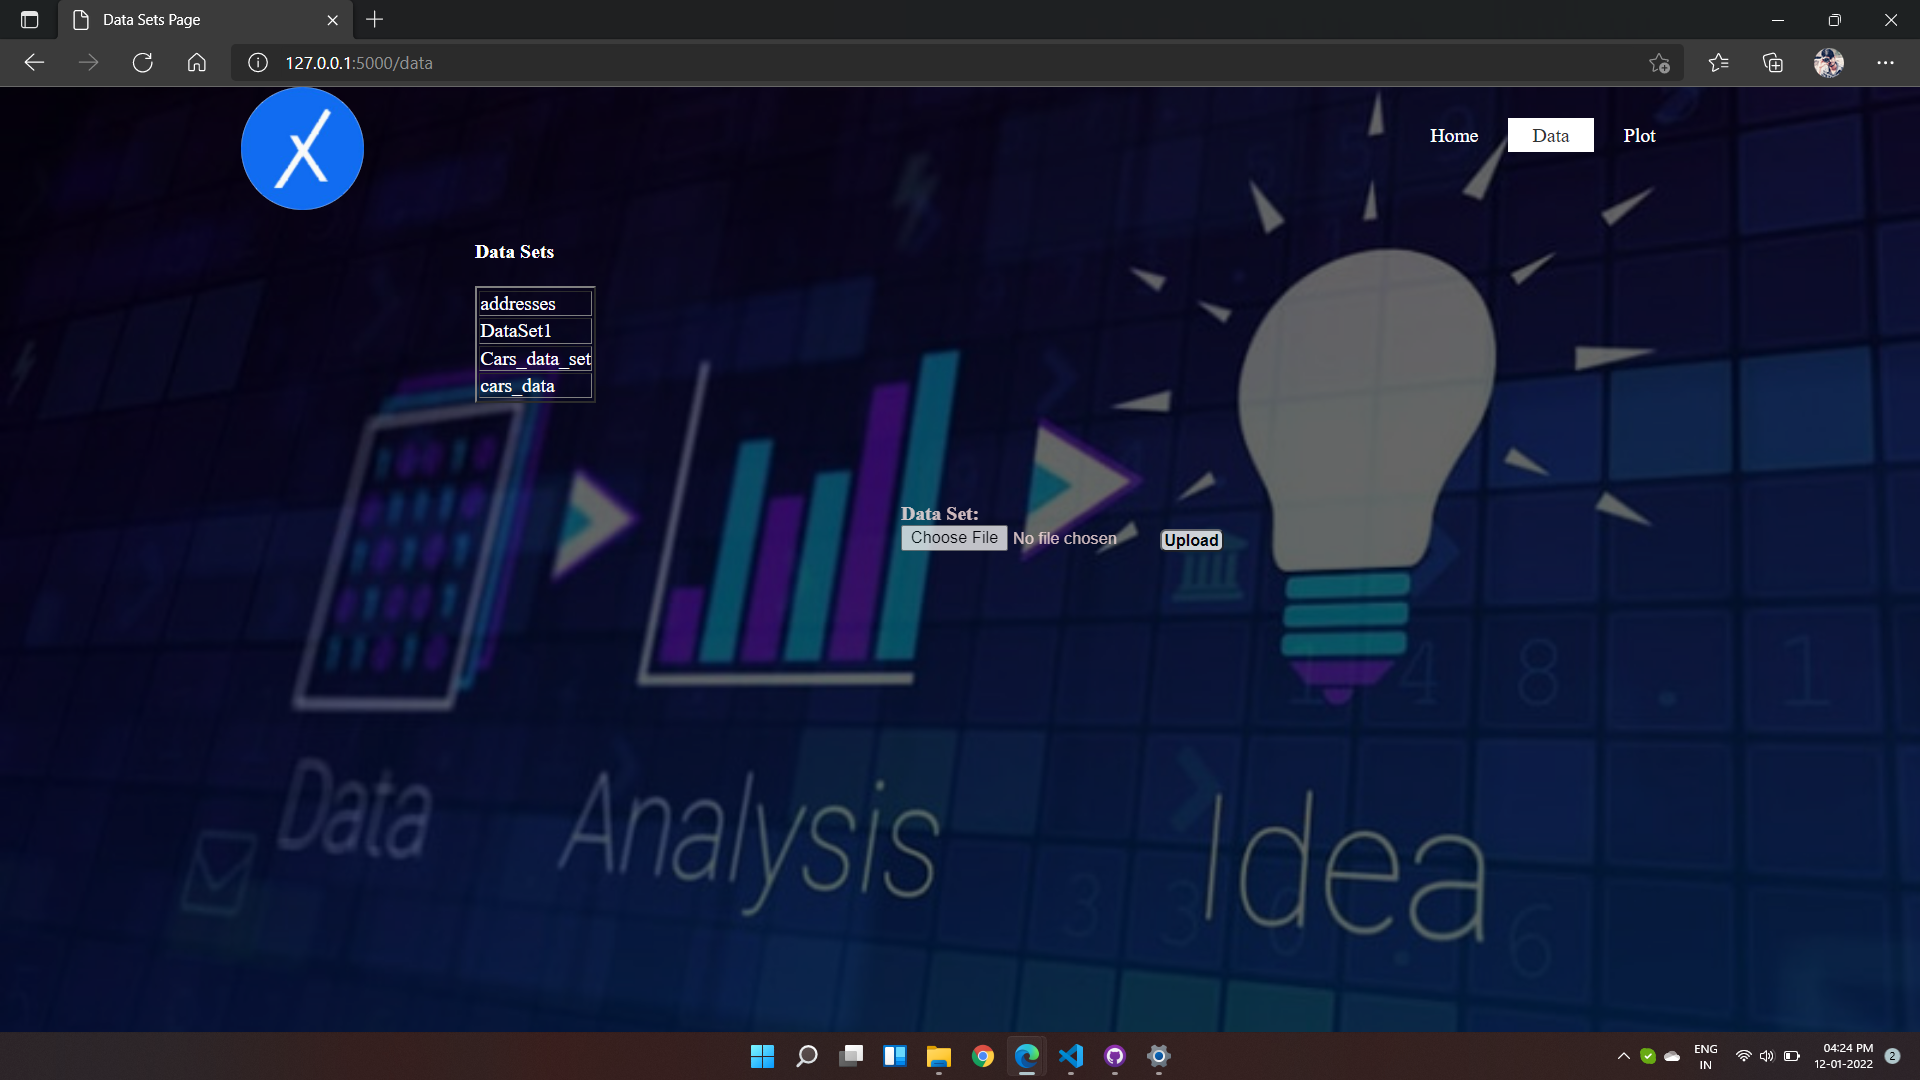 Data Sets Page
127.0.0.1:5000/data
Home
Data
Plot
Data Sets
addresses
DataSet1
Cars_data_set
cars_data
Data Set:
Choose File No file chosen
Upload
Data
Analysis
Idea
ENG
IN
04:24 PM
12-01-2022
2